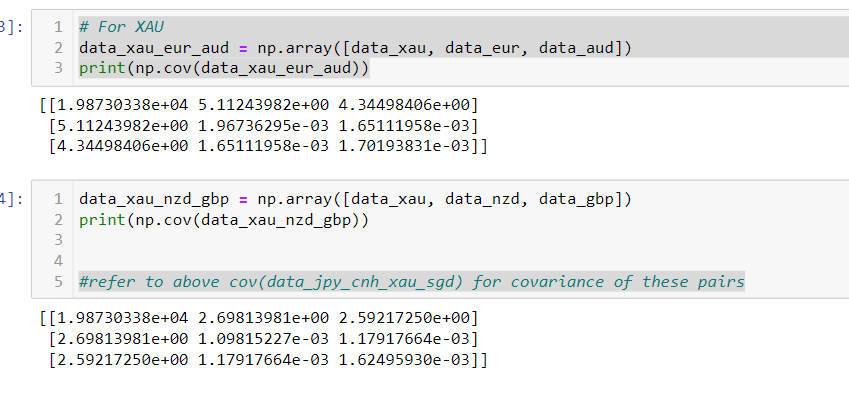 3]:
1 # For XAU
2 data_xau_eur_aud = np.array([data_xau, data_eur, data_aud])
3 print(np.cov(data_xau_eur_aud))
[[1.98730338e+04 5.11243982e+00 4.34498406e+00]
[5.11243982e+00 1.96736295e-03 1.65111958e-03]
[4.34498406e+00 1.65111958e-03 1.70193831e-03]]
4]:
1 data_xau_nzd_gbp = np.array([data_xau, data_nzd, data_gbp])
2 print(np.cov(data_xau_nzd_gbp))
3
4
5 #refer to above cov(data_jpy_cnh_xau_sgd) for covariance of these pairs
[[1.98730338e+04 2.69813981e+00 2.59217250e+00]
[2.69813981e+00 1.09815227e-03 1.17917664e-03]
[2.59217250e+00 1.17917664e-03 1.62495930e-03]]